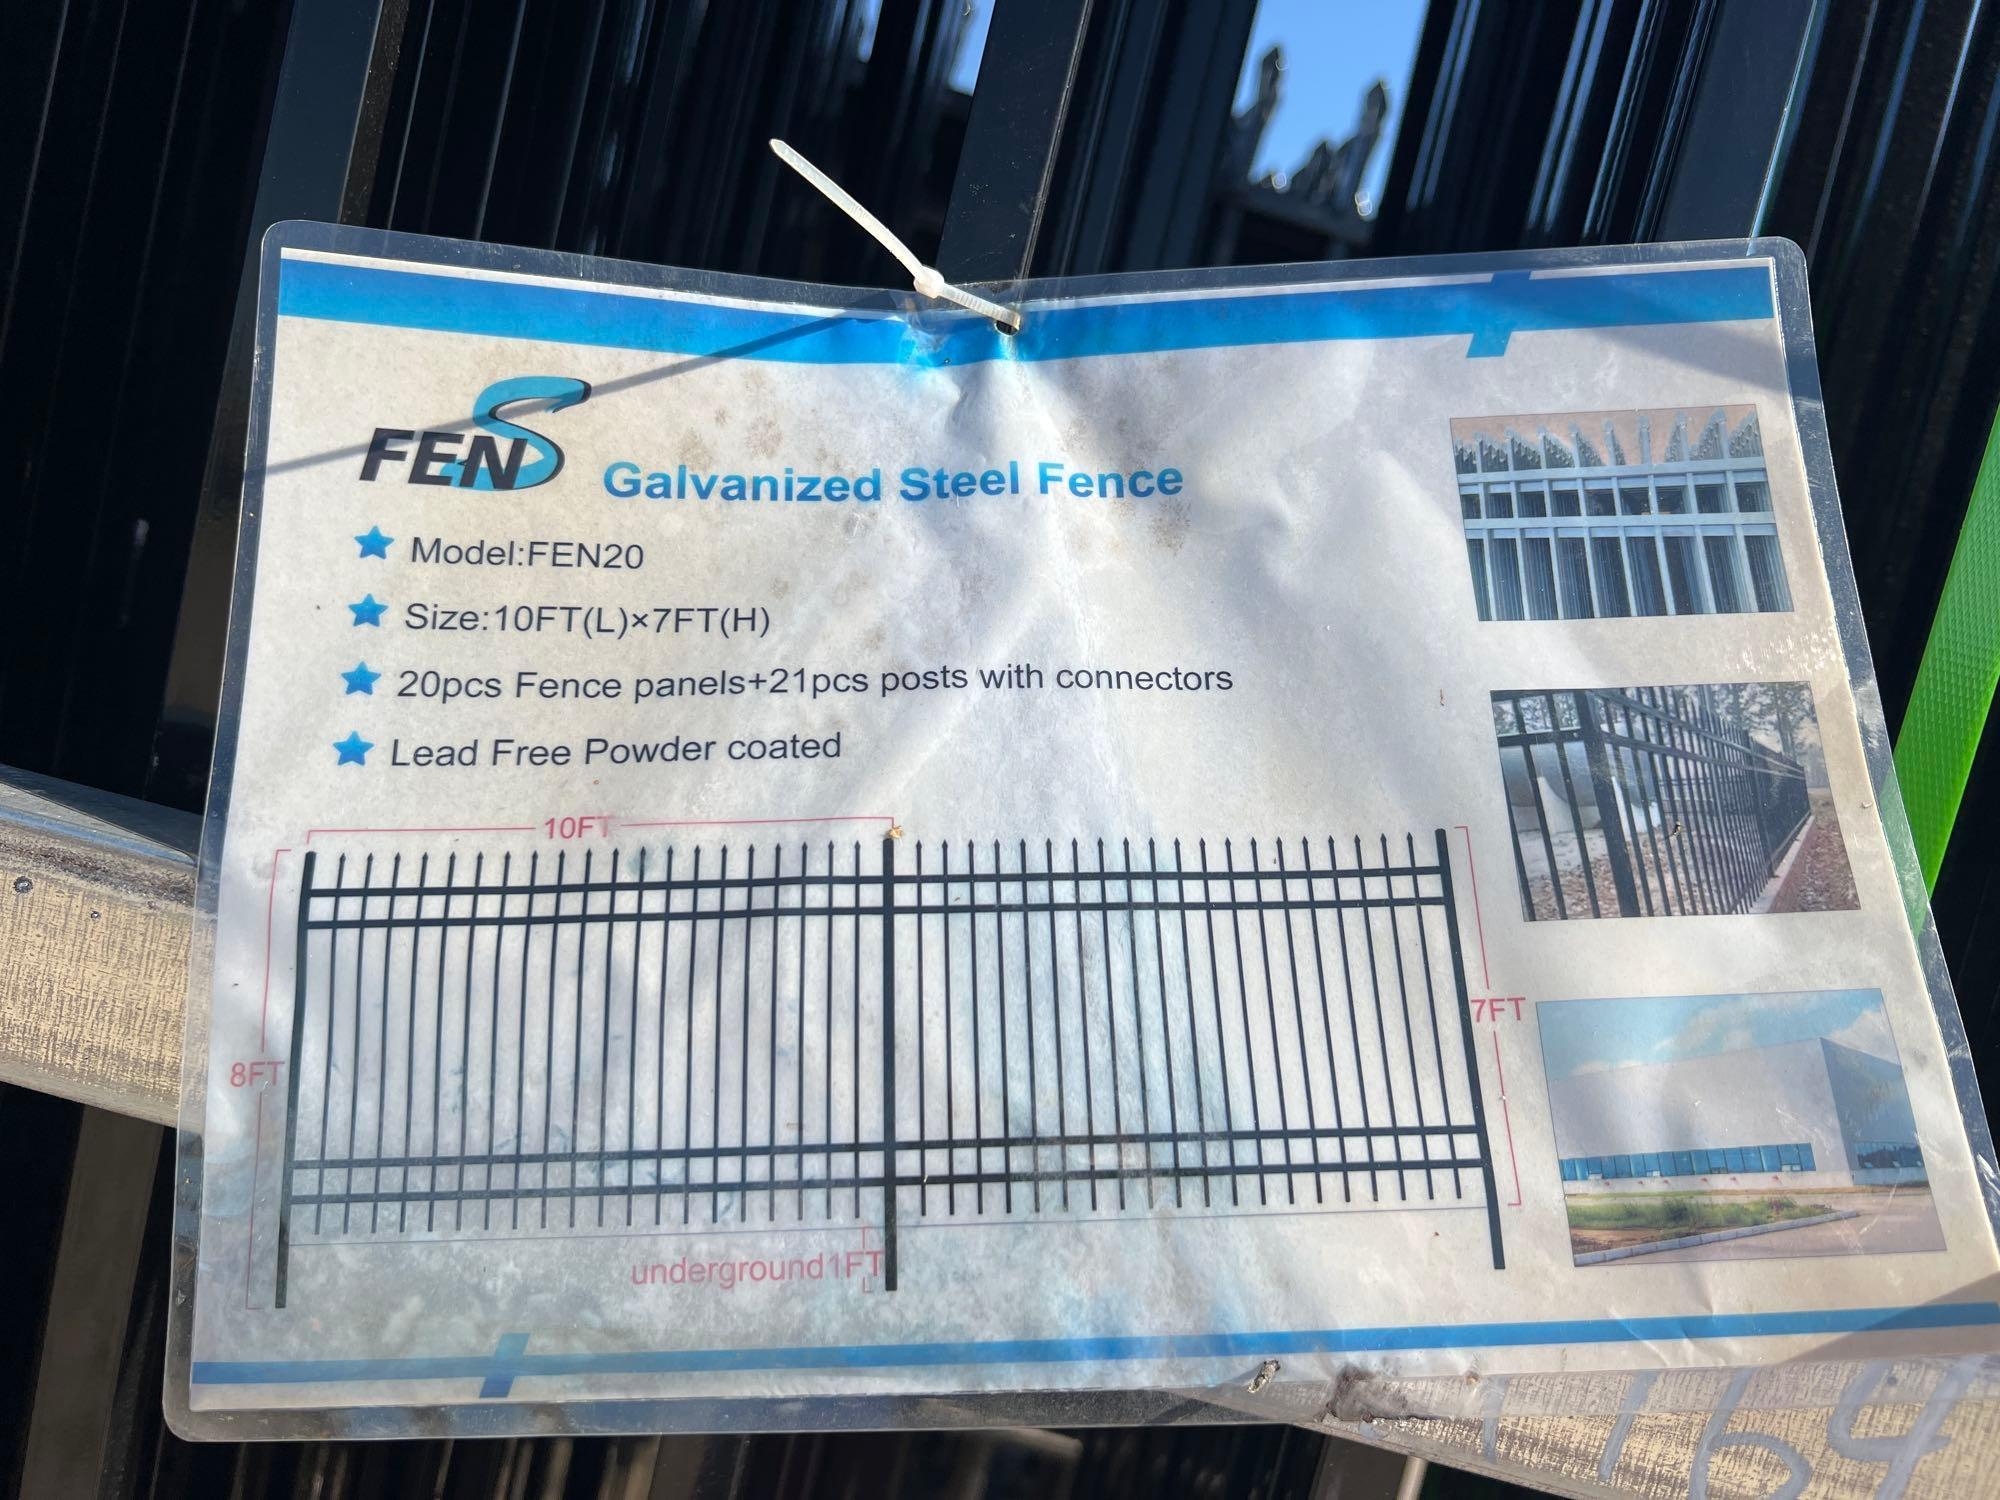 FENS Galvanized Steel Fence
Model:FEN20
Size:10FT(L)×7FT(H)
20pcs Fence panels+21pcs posts with connectors
Lead Free Powder coated
10FT
8FT
7FT
underground1FT
164